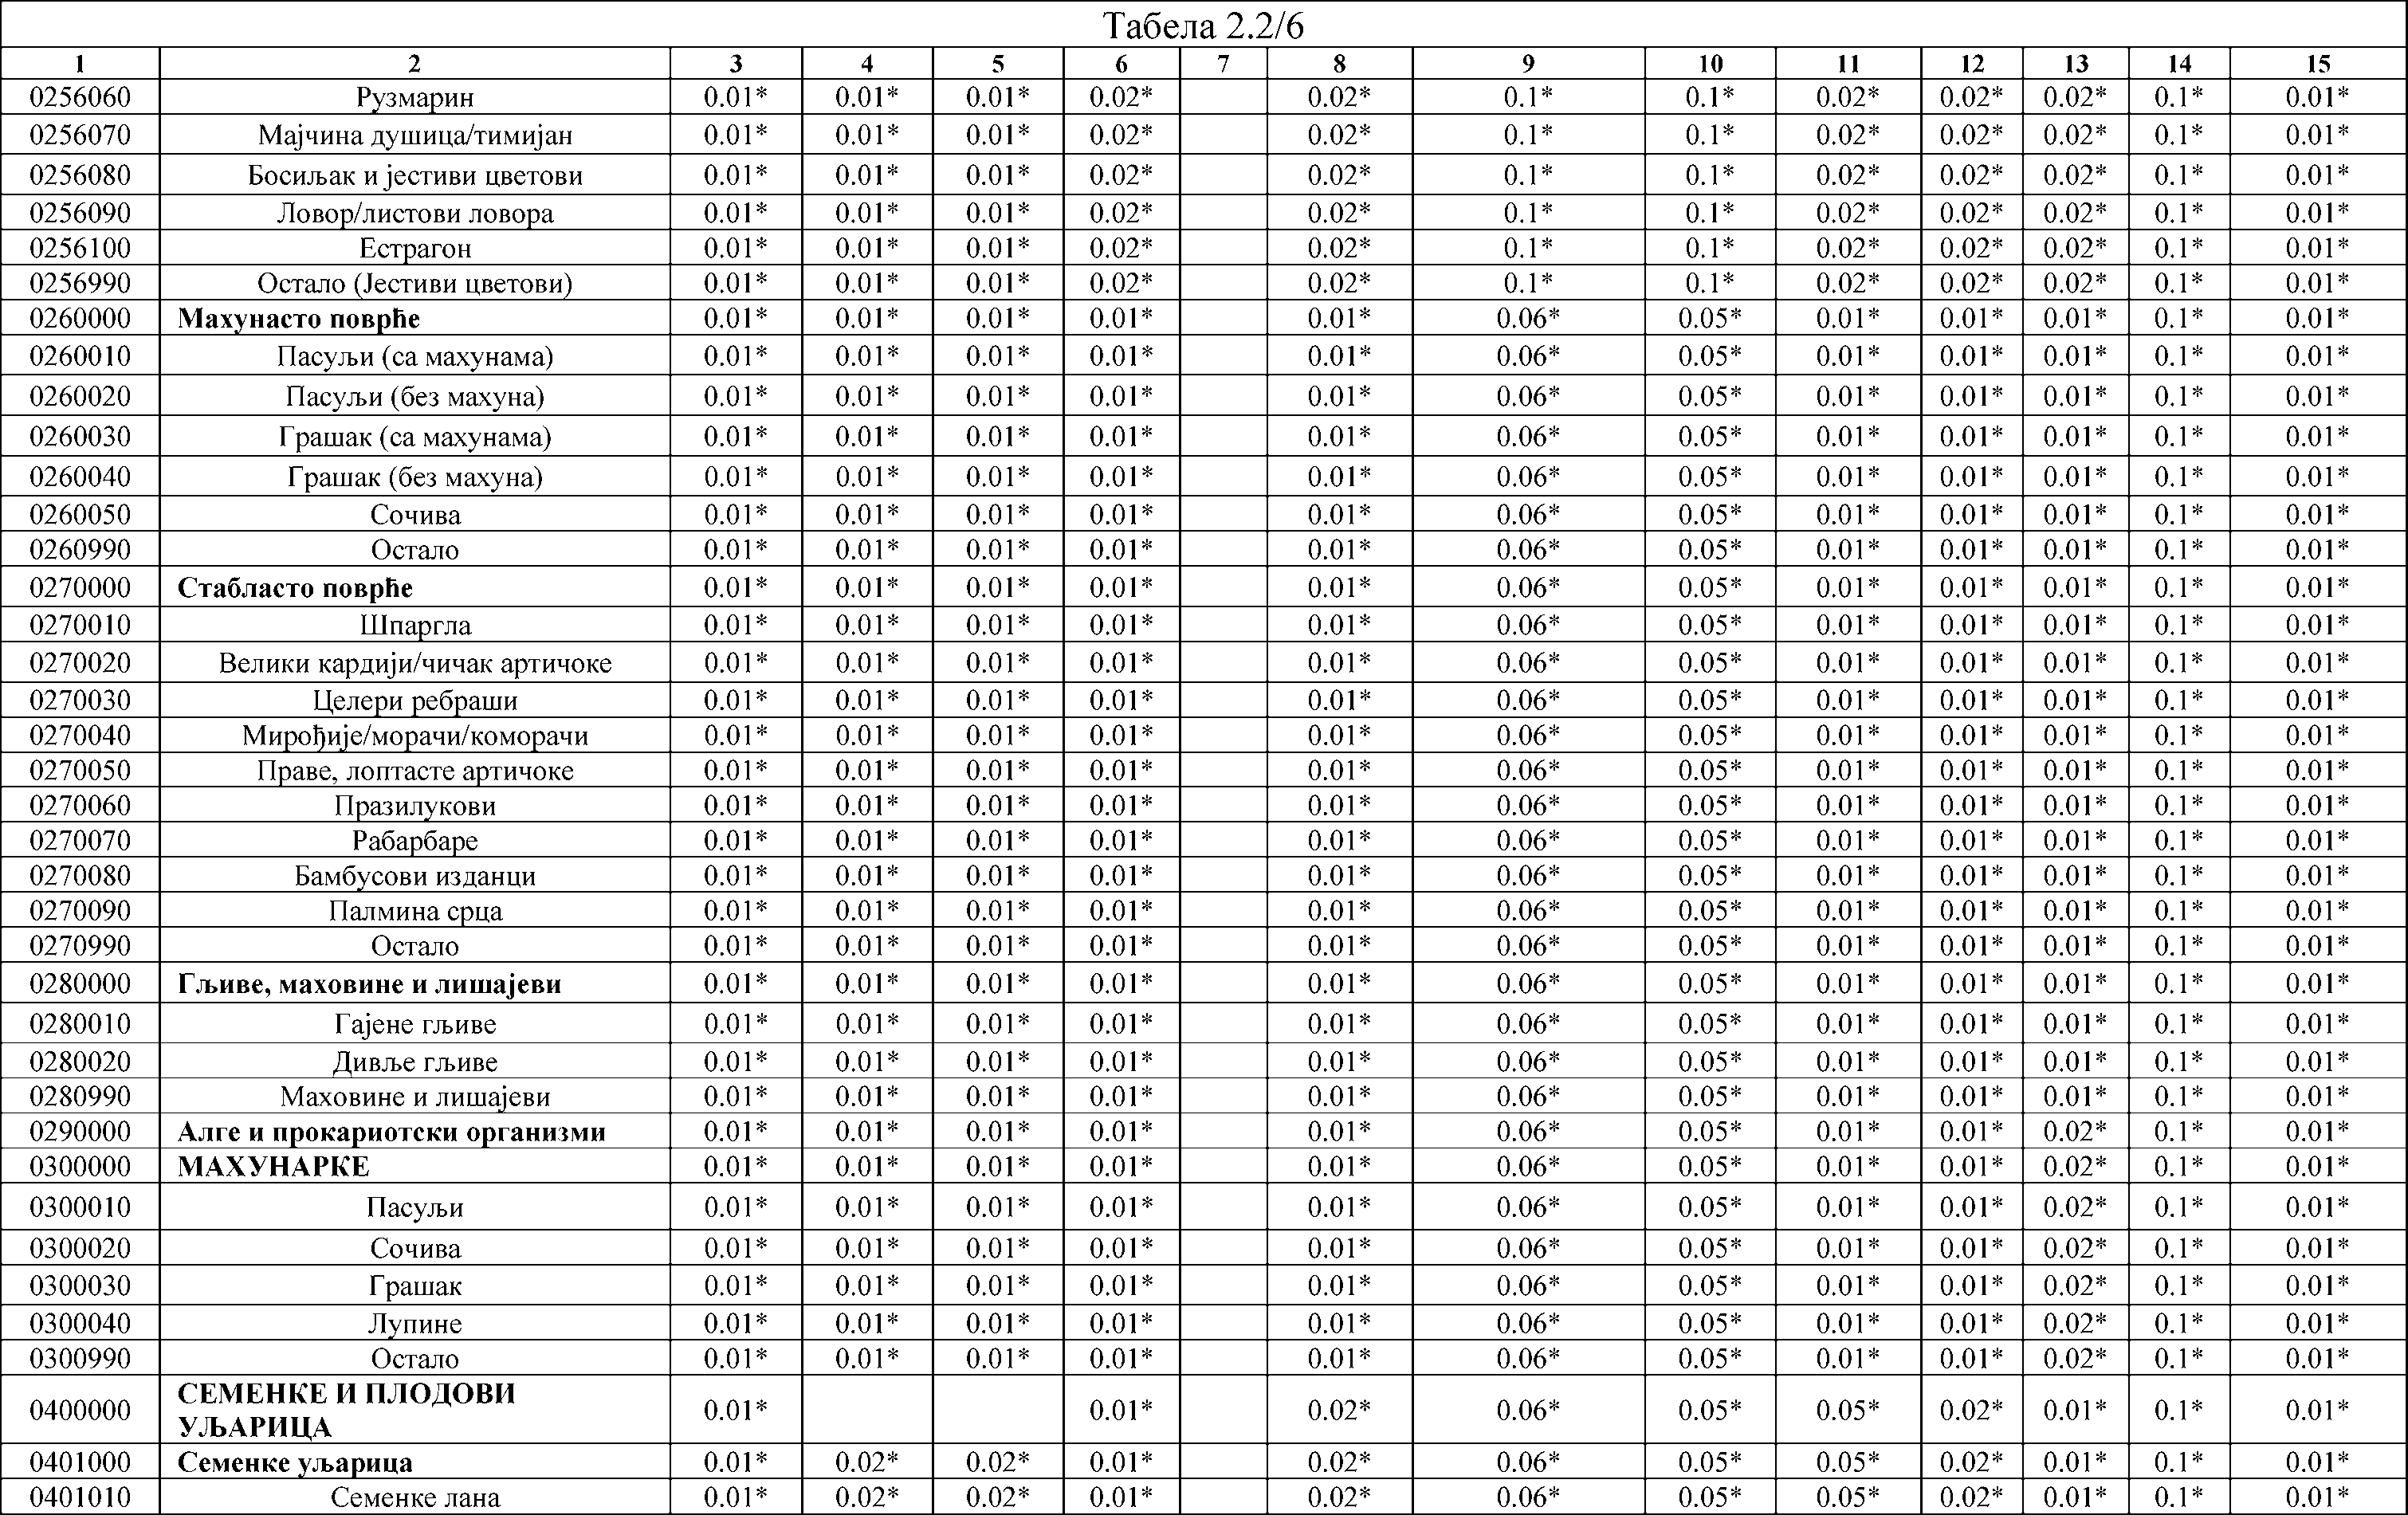 Табела 2.2/6
1 2 3 4 5 6 7 8 9 10 11 12 13 14 15
0256060 Рузмарин 0.01* 0.01* 0.01* 0.02* 0.02* 0.1* 0.1* 0.02* 0.02* 0.02* 0.1* 0.01*
0256070 Мајчина душица/тимијан 0.01* 0.01* 0.01* 0.02* 0.02* 0.1* 0.1* 0.02* 0.02* 0.02* 0.1* 0.01*
0256080 Босиљак и јестиви цветови 0.01* 0.01* 0.01* 0.02* 0.02* 0.1* 0.1* 0.02* 0.02* 0.02* 0.1* 0.01*
0256090 Ловор/листови ловора 0.01* 0.01* 0.01* 0.02* 0.02* 0.1* 0.1* 0.02* 0.02* 0.02* 0.1* 0.01*
0256100 Естрагон 0.01* 0.01* 0.01* 0.02* 0.02* 0.1* 0.1* 0.02* 0.02* 0.02* 0.1* 0.01*
0256990 Остало (Јестиви цветови) 0.01* 0.01* 0.01* 0.02* 0.02* 0.1* 0.1* 0.02* 0.02* 0.02* 0.1* 0.01*
0260000 Махунасто поврће 0.01* 0.01* 0.01* 0.01* 0.01* 0.06* 0.05* 0.01* 0.01* 0.01* 0.1* 0.01*
0260010 Пасуљи (са махунама) 0.01* 0.01* 0.01* 0.01* 0.01* 0.06* 0.05* 0.01* 0.01* 0.01* 0.1* 0.01*
0260020 Пасуљи (без махуна) 0.01* 0.01* 0.01* 0.01* 0.01* 0.06* 0.05* 0.01* 0.01* 0.01* 0.1* 0.01*
0260030 Грашак (са махунама) 0.01* 0.01* 0.01* 0.01* 0.01* 0.06* 0.05* 0.01* 0.01* 0.01* 0.1* 0.01*
0260040 Грашак (без махуна) 0.01* 0.01* 0.01* 0.01* 0.01* 0.06* 0.05* 0.01* 0.01* 0.01* 0.1* 0.01*
0260050 Сочива 0.01* 0.01* 0.01* 0.01* 0.01* 0.06* 0.05* 0.01* 0.01* 0.01* 0.1* 0.01*
0260990 Остало 0.01* 0.01* 0.01* 0.01* 0.01* 0.06* 0.05* 0.01* 0.01* 0.01* 0.1* 0.01*
0270000 Стабласто поврће 0.01* 0.01* 0.01* 0.01* 0.01* 0.06* 0.05* 0.01* 0.01* 0.01* 0.1* 0.01*
0270010 Шпаргла 0.01* 0.01* 0.01* 0.01* 0.01* 0.06* 0.05* 0.01* 0.01* 0.01* 0.1* 0.01*
0270020 Велики кардији/чичак артичоке 0.01* 0.01* 0.01* 0.01* 0.01* 0.06* 0.05* 0.01* 0.01* 0.01* 0.1* 0.01*
0270030 Целери ребраши 0.01* 0.01* 0.01* 0.01* 0.01* 0.06* 0.05* 0.01* 0.01* 0.01* 0.1* 0.01*
0270040 Мирођије/морачи/коморачи 0.01* 0.01* 0.01* 0.01* 0.01* 0.06* 0.05* 0.01* 0.01* 0.01* 0.1* 0.01*
0270050 Праве, лоптасте артичоке 0.01* 0.01* 0.01* 0.01* 0.01* 0.06* 0.05* 0.01* 0.01* 0.01* 0.1* 0.01*
0270060 Празилукови 0.01* 0.01* 0.01* 0.01* 0.01* 0.06* 0.05* 0.01* 0.01* 0.01* 0.1* 0.01*
0270070 Рабарбаре 0.01* 0.01* 0.01* 0.01* 0.01* 0.06* 0.05* 0.01* 0.01* 0.01* 0.1* 0.01*
0270080 Бамбусови изданци 0.01* 0.01* 0.01* 0.01* 0.01* 0.06* 0.05* 0.01* 0.01* 0.01* 0.1* 0.01*
0270090 Палмина срца 0.01* 0.01* 0.01* 0.01* 0.01* 0.06* 0.05* 0.01* 0.01* 0.01* 0.1* 0.01*
0270990 Остало 0.01* 0.01* 0.01* 0.01* 0.01* 0.06* 0.05* 0.01* 0.01* 0.01* 0.1* 0.01*
0280000 Гљиве, маховине и лишајеви 0.01* 0.01* 0.01* 0.01* 0.01* 0.06* 0.05* 0.01* 0.01* 0.01* 0.1* 0.01*
0280010 Гајене гљиве 0.01* 0.01* 0.01* 0.01* 0.01* 0.06* 0.05* 0.01* 0.01* 0.01* 0.1* 0.01*
0280020 Дивље гљиве 0.01* 0.01* 0.01* 0.01* 0.01* 0.06* 0.05* 0.01* 0.01* 0.01* 0.1* 0.01*
0280990 Маховине и лишајеви 0.01* 0.01* 0.01* 0.01* 0.01* 0.06* 0.05* 0.01* 0.01* 0.01* 0.1* 0.01*
0290000 Алге и прокариотски организми 0.01* 0.01* 0.01* 0.01* 0.01* 0.06* 0.05* 0.01* 0.01* 0.02* 0.1* 0.01*
0300000 МАХУНАРКЕ 0.01* 0.01* 0.01* 0.01* 0.01* 0.06* 0.05* 0.01* 0.01* 0.02* 0.1* 0.01*
0300010 Пасуљи 0.01* 0.01* 0.01* 0.01* 0.01* 0.06* 0.05* 0.01* 0.01* 0.02* 0.1* 0.01*
0300020 Сочива 0.01* 0.01* 0.01* 0.01* 0.01* 0.06* 0.05* 0.01* 0.01* 0.02* 0.1* 0.01*
0300030 Грашак 0.01* 0.01* 0.01* 0.01* 0.01* 0.06* 0.05* 0.01* 0.01* 0.02* 0.1* 0.01*
0300040 Лупине 0.01* 0.01* 0.01* 0.01* 0.01* 0.06* 0.05* 0.01* 0.01* 0.02* 0.1* 0.01*
0300990 Остало 0.01* 0.01* 0.01* 0.01* 0.01* 0.06* 0.05* 0.01* 0.01* 0.02* 0.1* 0.01*
0400000 СЕМЕНКЕ И ПЛОДОВИ
УЉАРИЦА 0.01* 0.01* 0.02* 0.06* 0.05* 0.05* 0.02* 0.01* 0.1* 0.01*
0401000 Семенке уљарица 0.01* 0.02* 0.02* 0.01* 0.02* 0.06* 0.05* 0.05* 0.02* 0.01* 0.1* 0.01*
0401010 Семенке лана 0.01* 0.02* 0.02* 0.01* 0.02* 0.06* 0.05* 0.05* 0.02* 0.01* 0.1* 0.01*